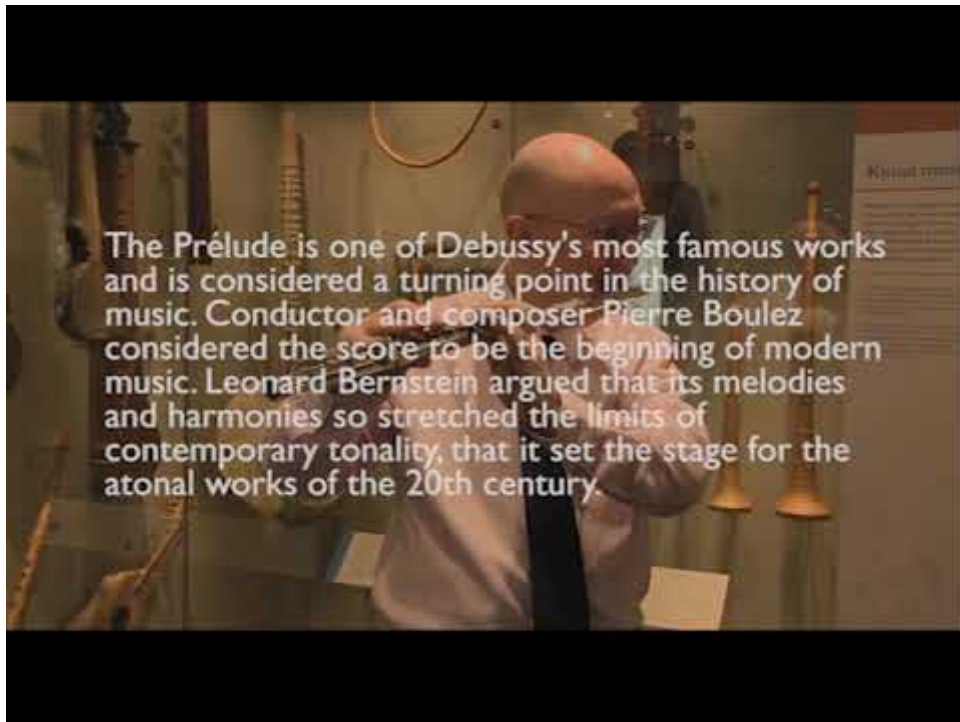 The Prélude is one of Debussy's most famous works
and is considered a turning point in the history of
music. Conductor and composer Pierre Boulez
considered the score to be the beginning of modern
music. Leonard Bernstein argued that its melodies
and harmonies so stretched the limits of
contemporary tonality, that it set the stage for the
atonal works of the 20th century.